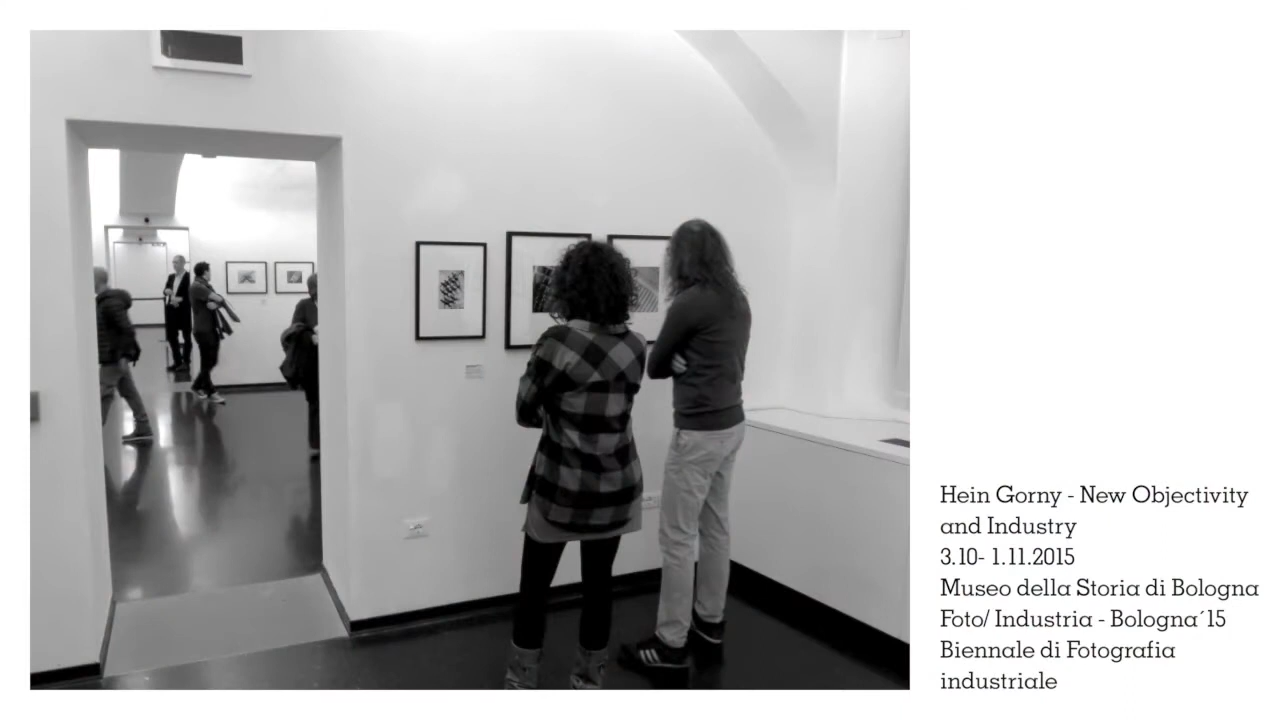 Hein Gorny - New Objectivity
and Industry
3.10- 1.11.2015
Museo della Storia di Bologna
Foto/ Industria - Bologna´15
Biennale di Fotografia
industriale